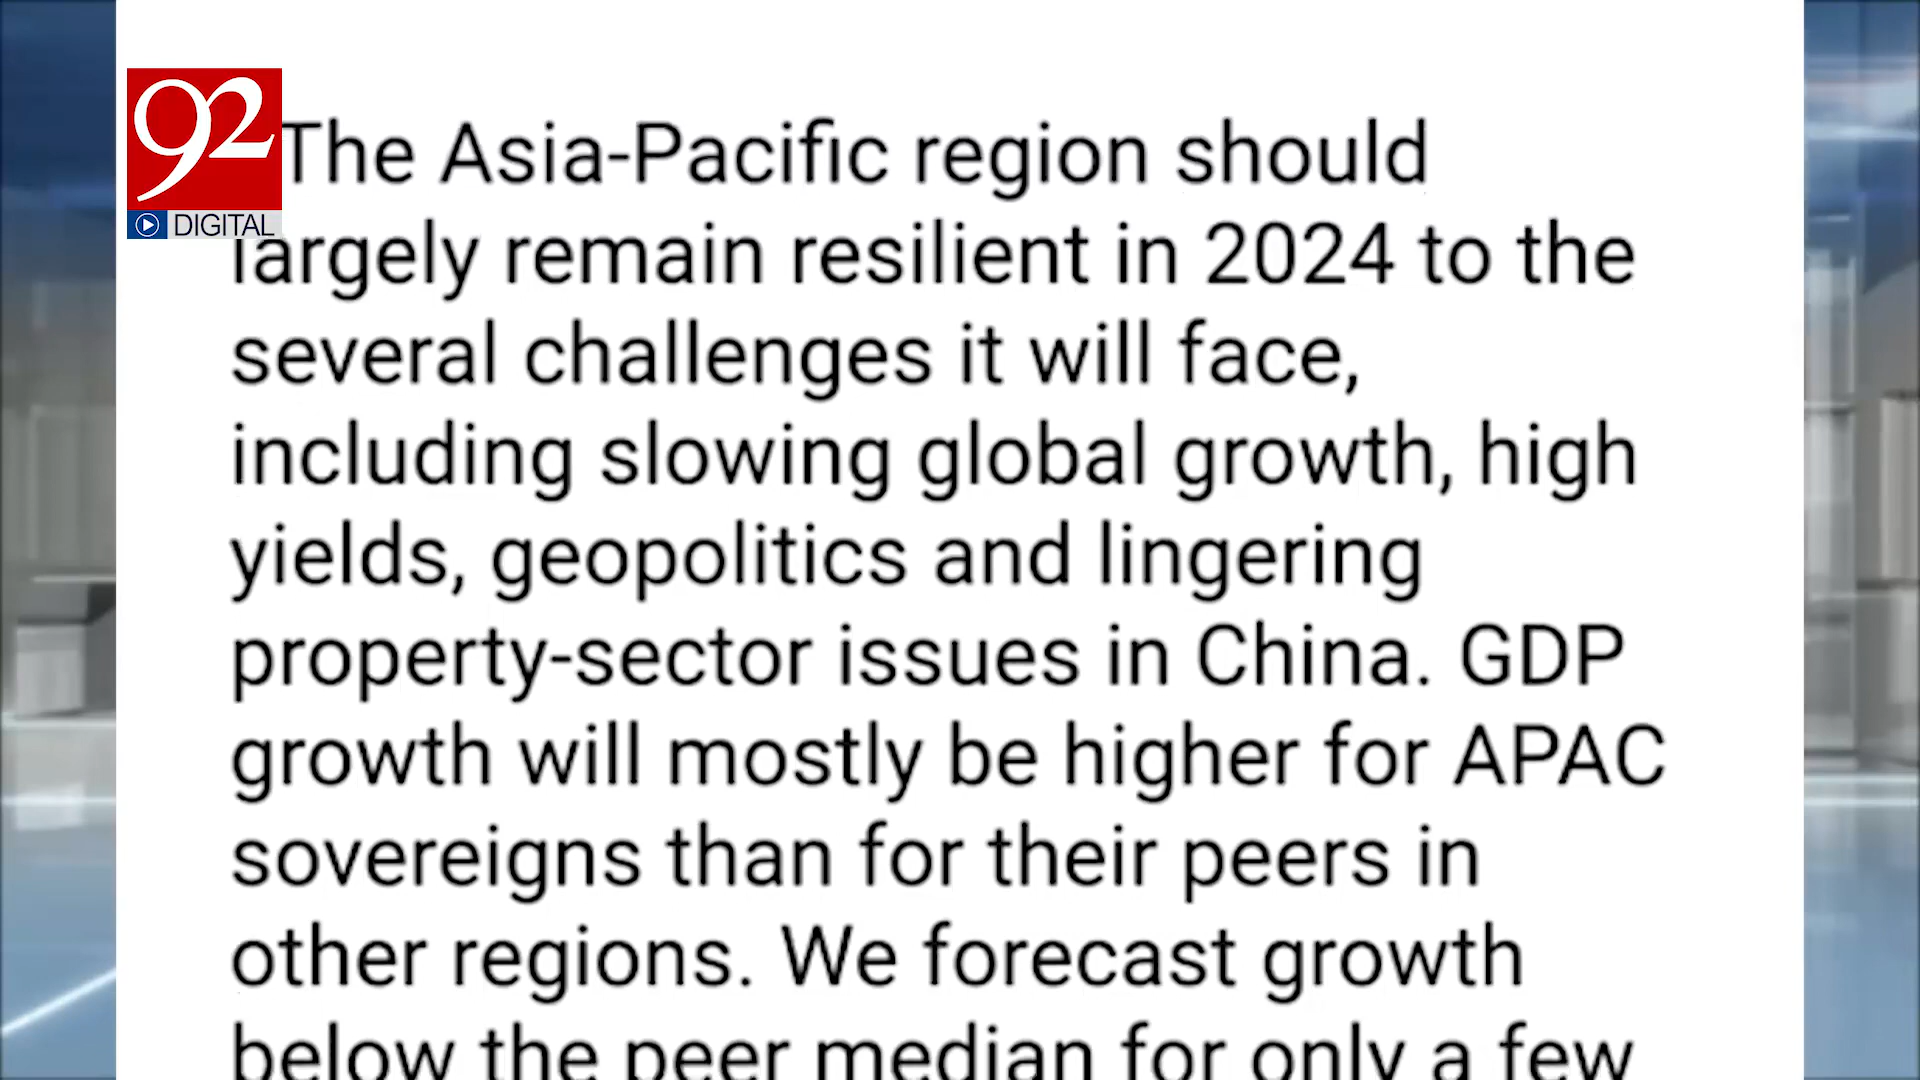 92
DIGITAL
The Asia-Pacific region should
largely remain resilient in 2024 to the
several challenges it will face,
including slowing global growth, high
yields, geopolitics and lingering
property-sector issues in China. GDP
growth will mostly be higher for APAC
sovereigns than for their peers in
other regions. We forecast growth
below the peer median for only a few